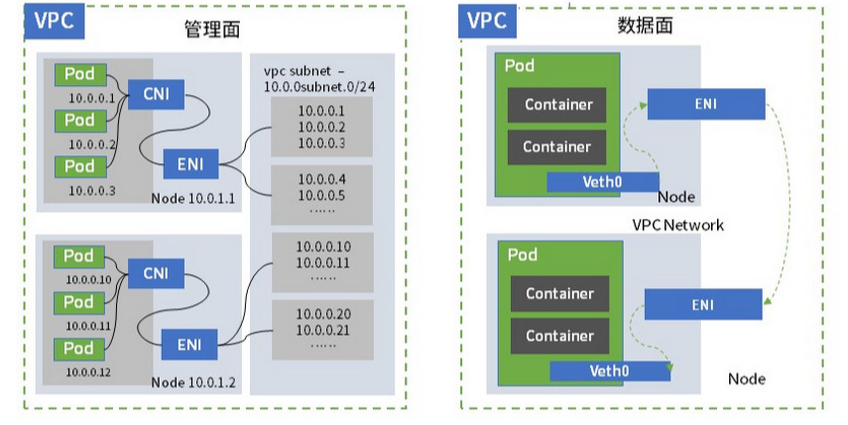 VPC
管理面
Pod
10.0.0.1
Pod
10.0.0.2
Pod
10.0.0.3
CNI
ENI
Node 10.0.1.1
Pod
10.0.0.10
Pod
10.0.0.11
Pod
10.0.0.12
CNI
ENI
Node 10.0.1.2
vpc subnet –
10.0.0subnet.0/24
10.0.0.1
10.0.0.2
10.0.0.3
10.0.0.4
10.0.0.5
......
10.0.0.10
10.0.0.11
......
10.0.0.20
10.0.0.21
......
VPC
数据面
Pod
Container
Container
Veth0
ENI
Node
VPC Network
Pod
Container
Container
Veth0
ENI
Node